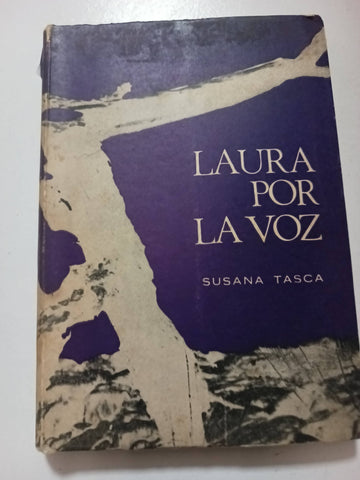 LAURA
POR
LA VOZ
SUSANA TASCA